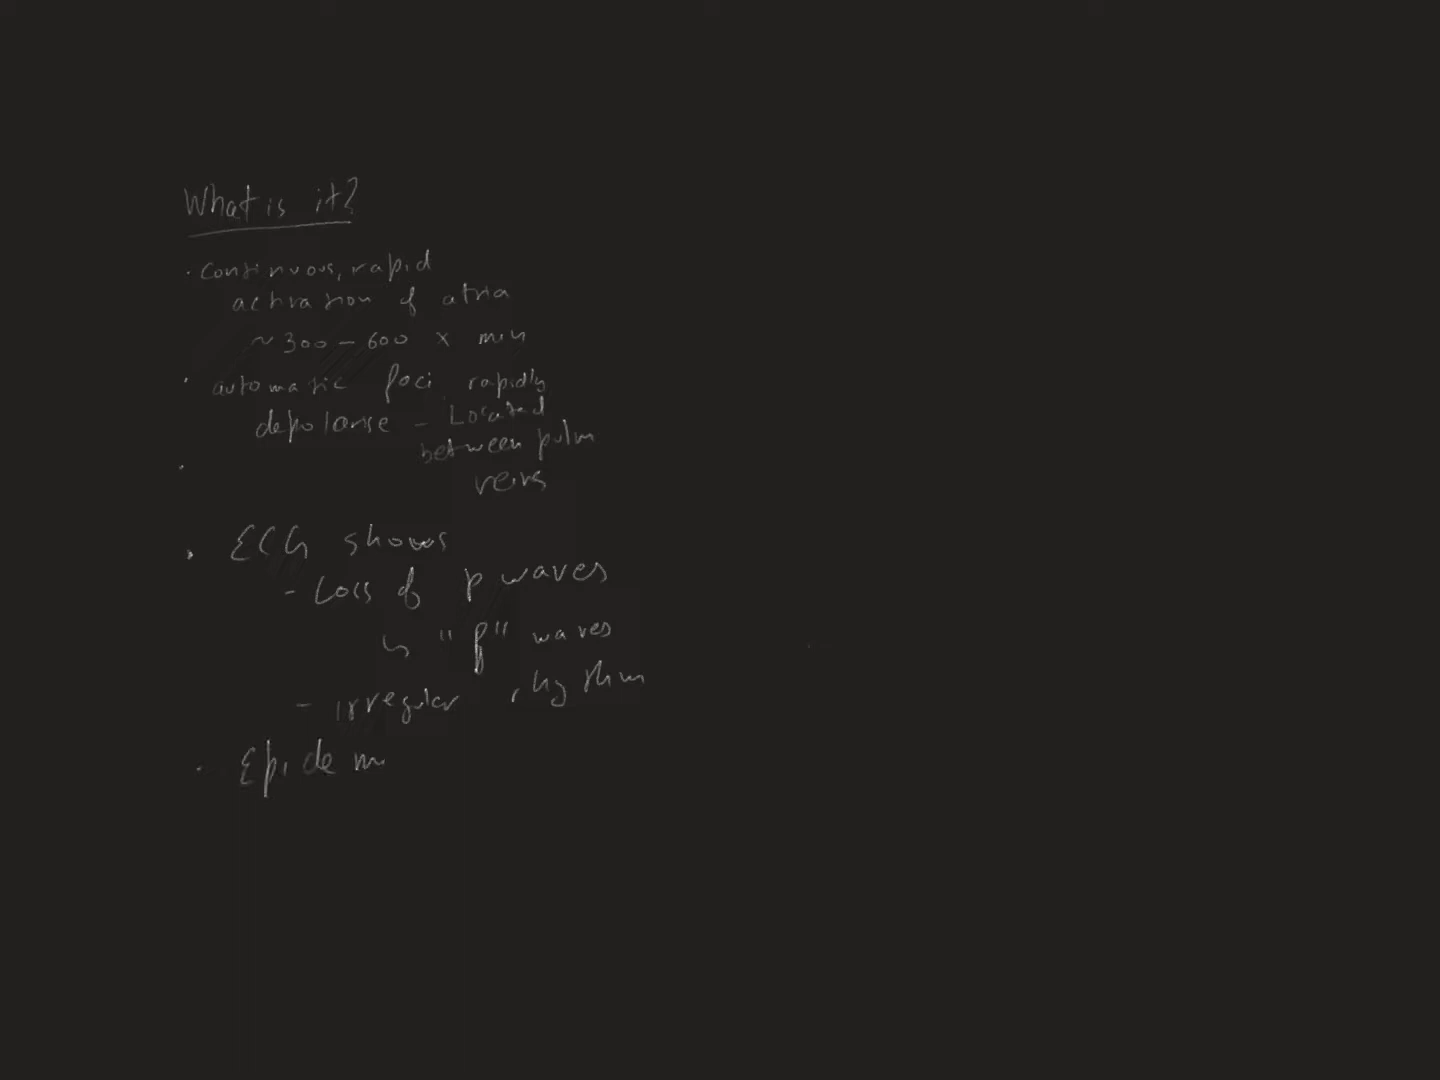 What is it?
· Continuous, rapid
activation of atria
~ 300 - 600 x min
· automatic foci rapidly
depolarise - Located
between pulm
veins
·
· ECG shows
- Loss of p waves
↳ "f" waves
- irregular rhythm
· Epidem